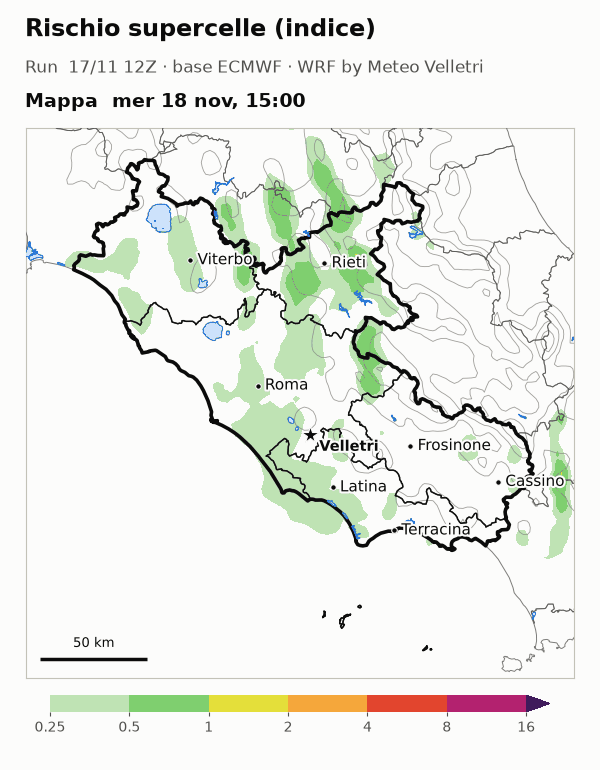 Rischio supercelle (indice)
Run 17/11 12Z · base ECMWF · WRF by Meteo Velletri
Mappa mer 18 nov, 15:00
Viterbo
Rieti
Roma
Velletri
Frosinone
Latina
Cassino
Terracina
50 km
0.25 0.5 1 2 4 8 16